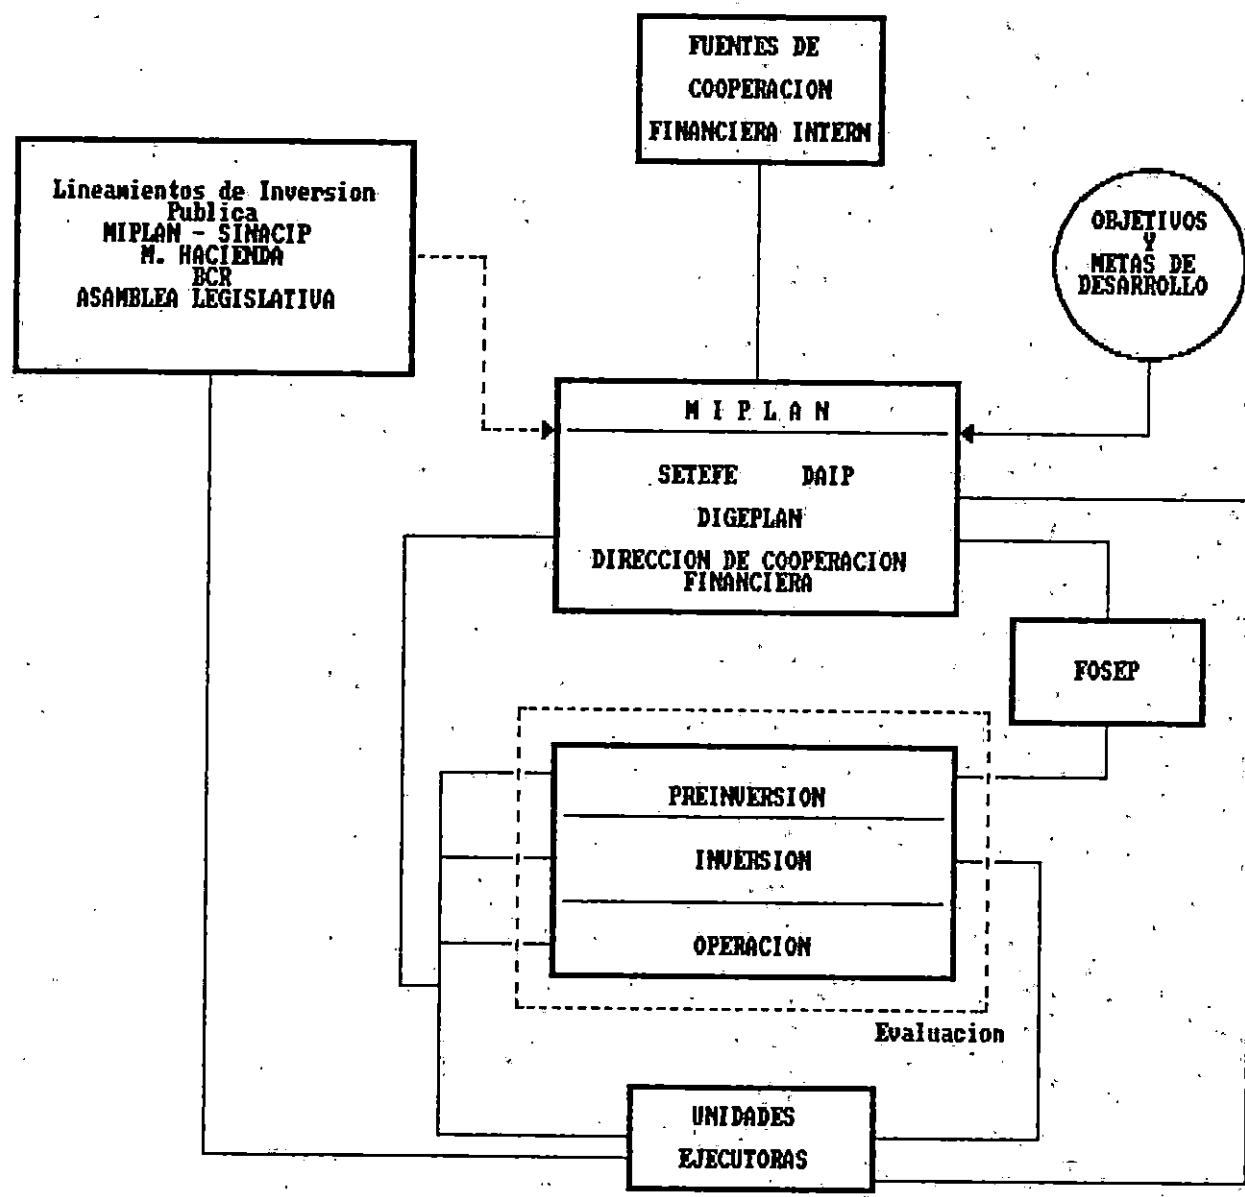 FUENTES DE
COOPERACION
FINANCIERA INTERN
Lineamientos de Inversion
Publica
MIPLAN - SINACIP
M. HACIENDA
BCR
ASAMBLEA LEGISLATIVA
OBJETIVOS
Y
METAS DE
DESARROLLO
M I P L A N
SETEFE DAIP
DIGEPLAN
DIRECCION DE COOPERACION
FINANCIERA
FOSEP
PREINVERSION
INVERSION
OPERACION
Evaluacion
UNIDADES
EJECUTORAS